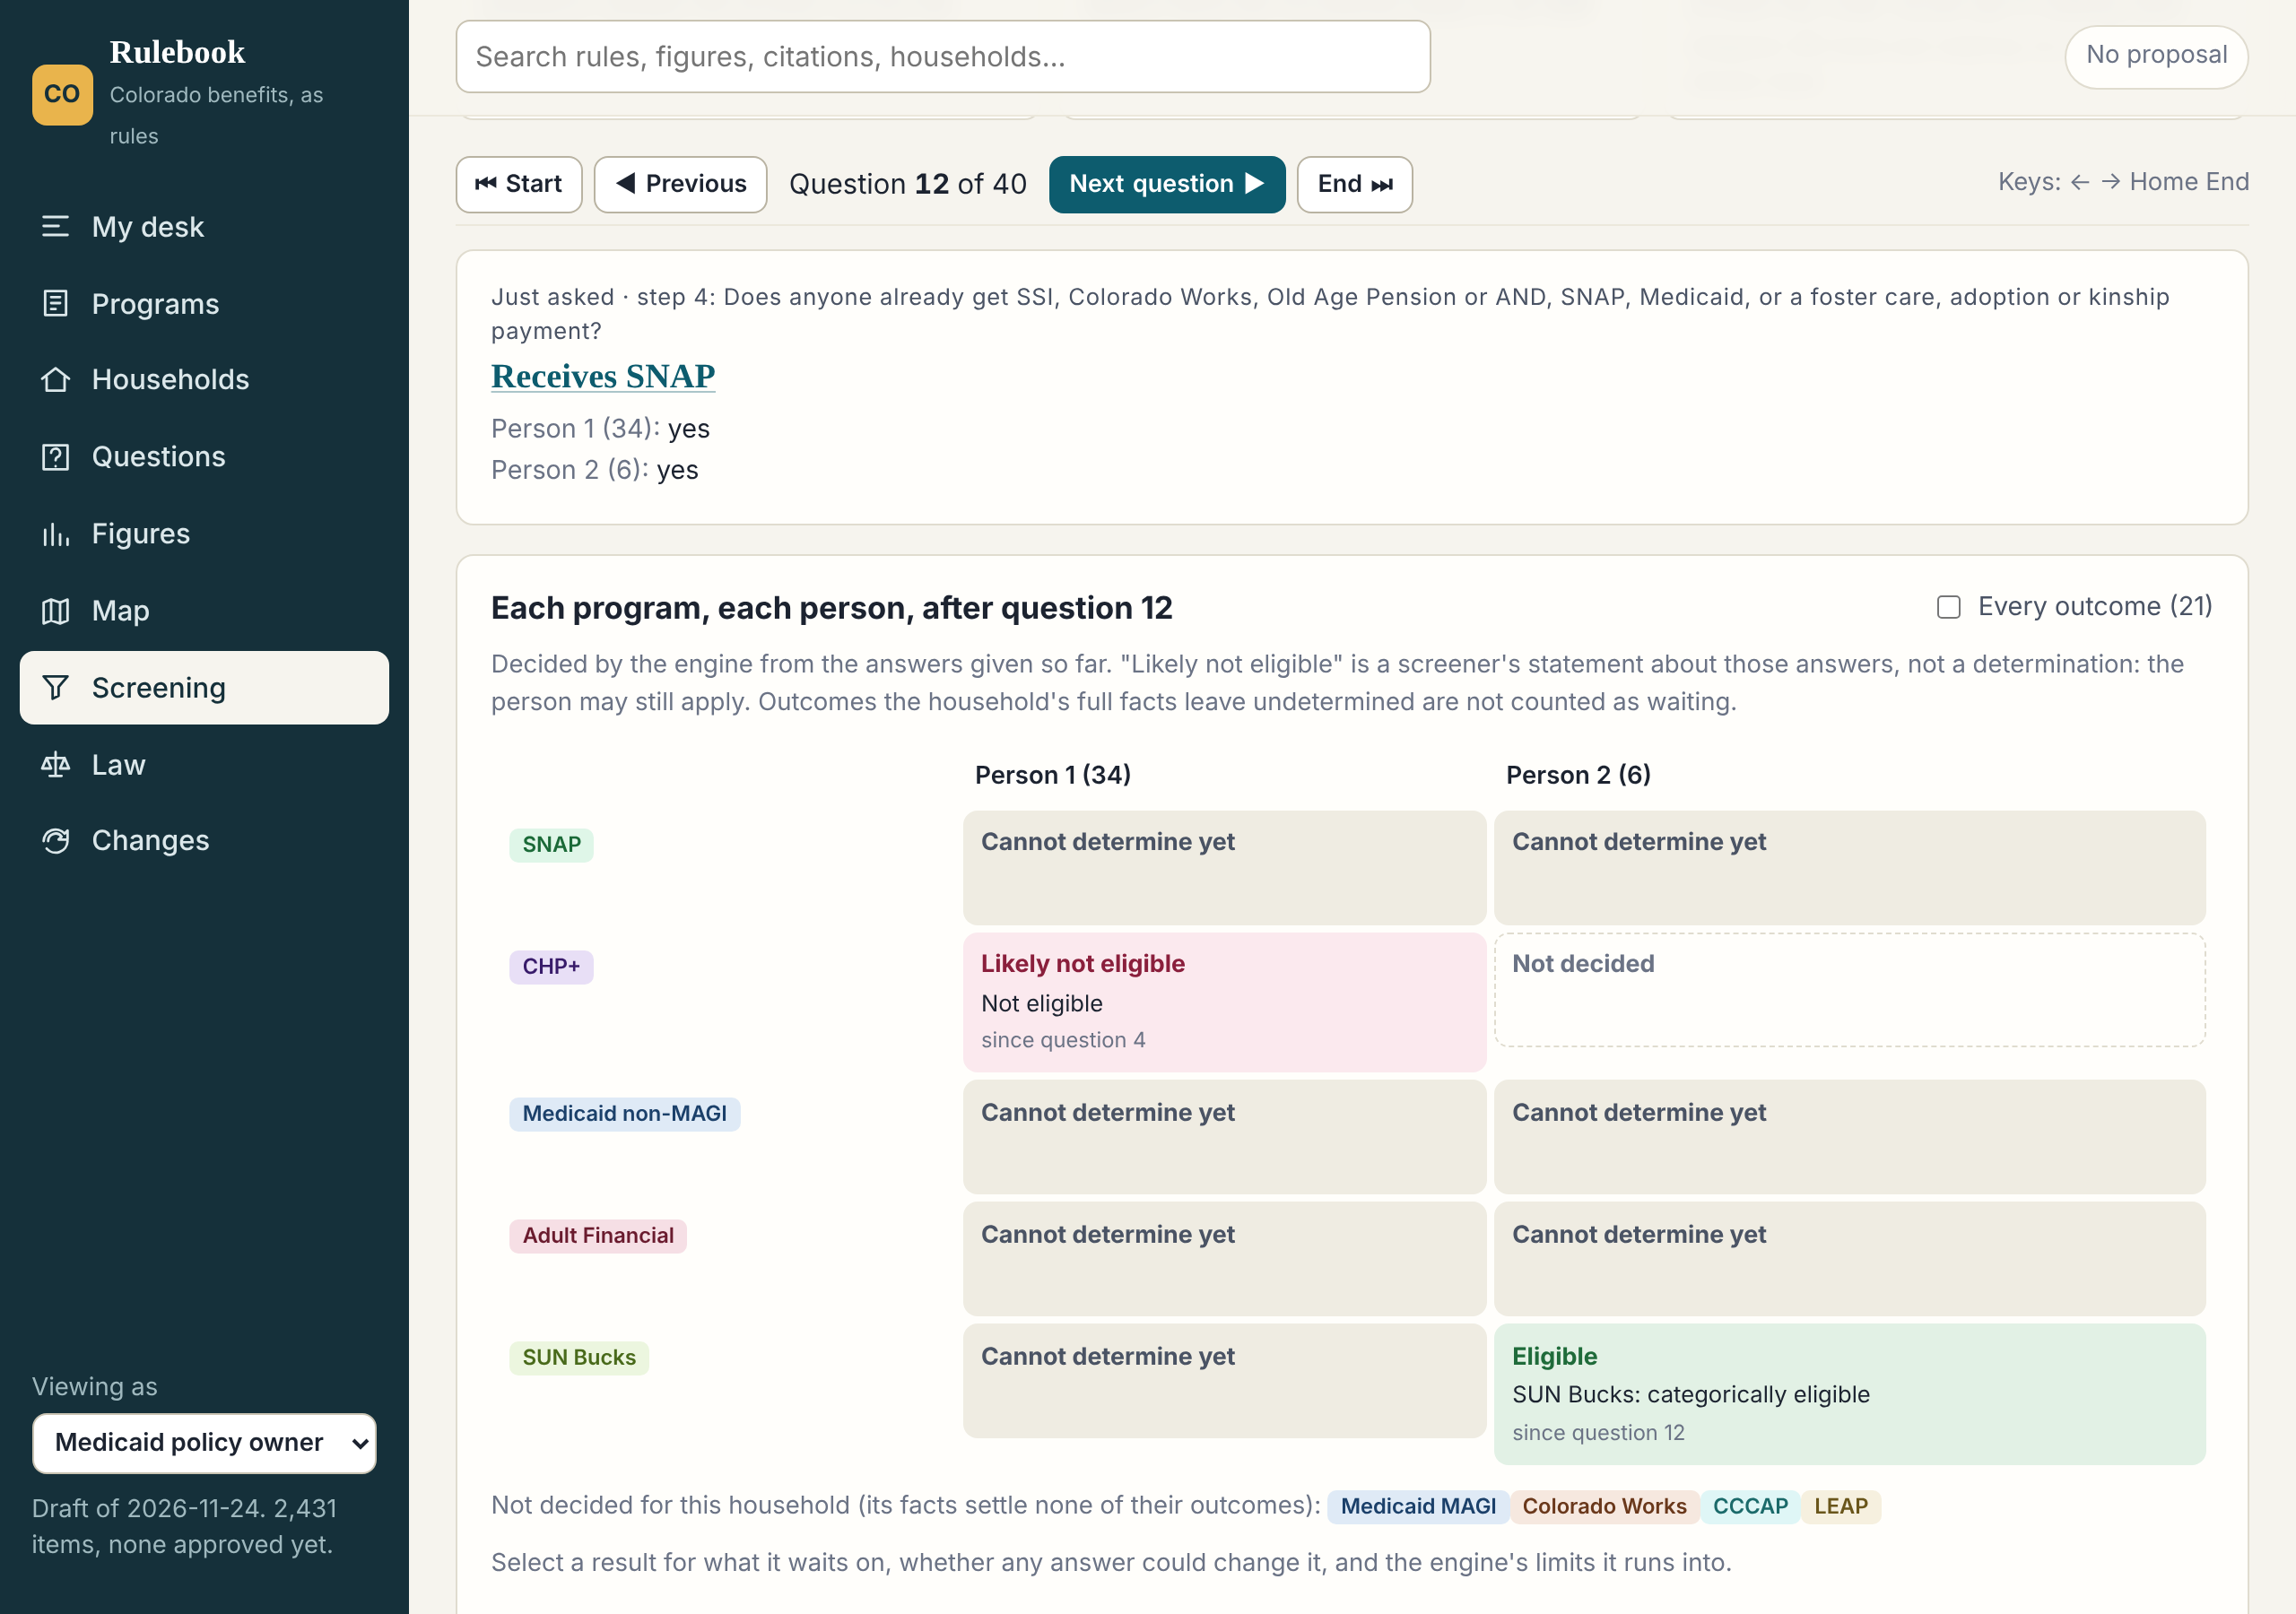 CO
Rulebook
Colorado benefits, as
rules
My desk
Programs
Households
Questions
Figures
Map
Screening
Law
Changes
Viewing as
Medicaid policy owner
Draft of 2026-11-24. 2,431
items, none approved yet.
Search rules, figures, citations, households...
No proposal
⏮ Start
◀ Previous
Question 12 of 40
Next question ▶
End ⏭
Keys: ← → Home End
Just asked · step 4: Does anyone already get SSI, Colorado Works, Old Age Pension or AND, SNAP, Medicaid, or a foster care, adoption or kinship
payment?
Receives SNAP
Person 1 (34): yes
Person 2 (6): yes
Each program, each person, after question 12
Every outcome (21)
Decided by the engine from the answers given so far. "Likely not eligible" is a screener's statement about those answers, not a determination: the
person may still apply. Outcomes the household's full facts leave undetermined are not counted as waiting.
Person 1 (34)
Person 2 (6)
SNAP
Cannot determine yet
Cannot determine yet
CHP+
Likely not eligible
Not eligible
since question 4
Not decided
Medicaid non-MAGI
Cannot determine yet
Cannot determine yet
Adult Financial
Cannot determine yet
Cannot determine yet
SUN Bucks
Cannot determine yet
Eligible
SUN Bucks: categorically eligible
since question 12
Not decided for this household (its facts settle none of their outcomes): Medicaid MAGI Colorado Works CCCAP LEAP
Select a result for what it waits on, whether any answer could change it, and the engine's limits it runs into.